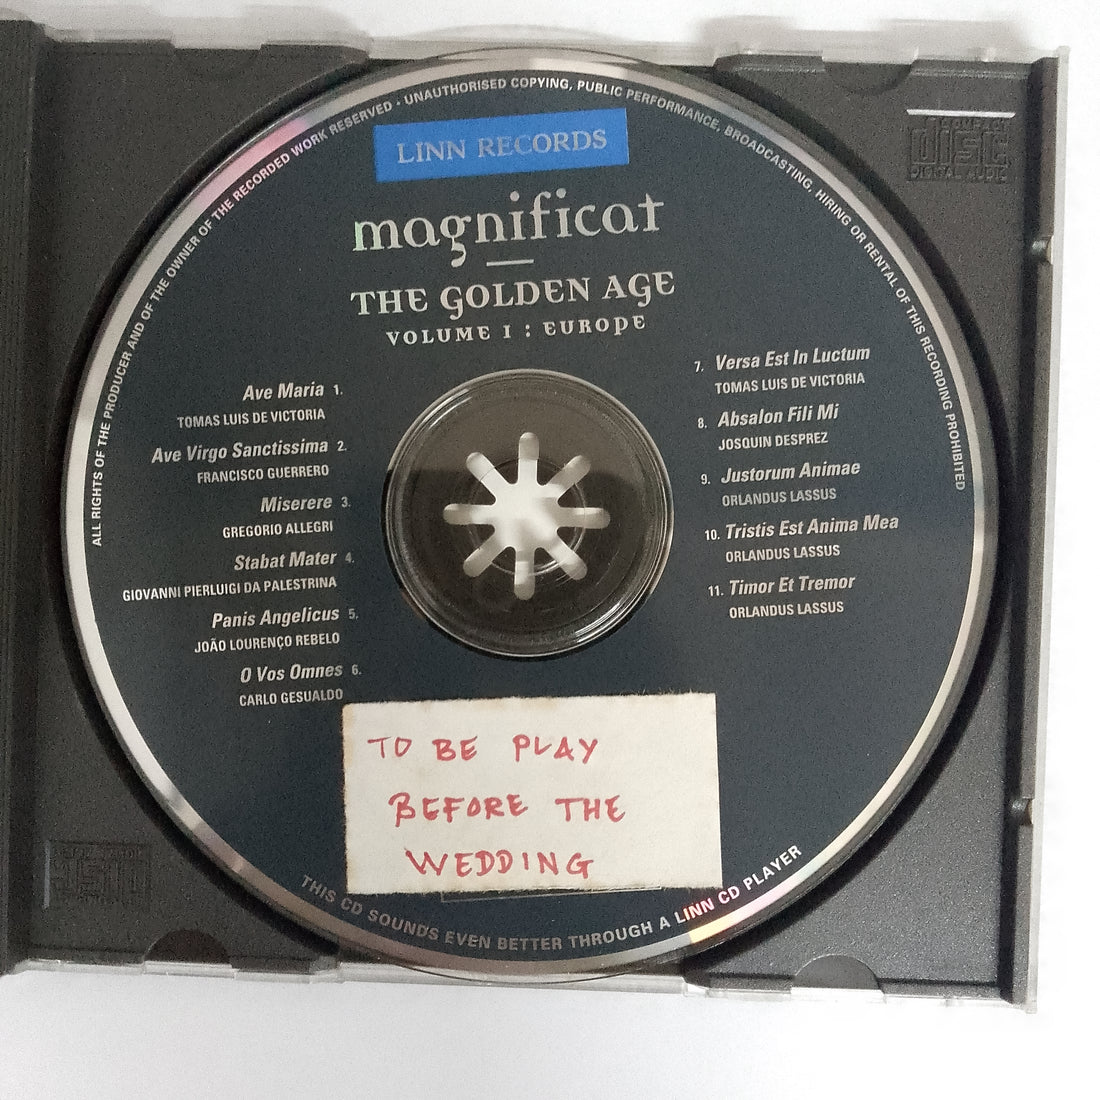 ALL RIGHTS OF THE PRODUCER AND OF THE OWNER OF THE RECORDED WORK RESERVED · UNAUTHORISED COPYING, PUBLIC PERFORMANCE, BROADCASTING, HIRING OR RENTAL OF THIS RECORDING PROHIBITED
LINN RECORDS
magnificat
THE GOLDEN AGE
VOLUME I : EUROPE
Ave Maria 1.
TOMAS LUIS DE VICTORIA
Ave Virgo Sanctissima 2.
FRANCISCO GUERRERO
Miserere 3.
GREGORIO ALLEGRI
Stabat Mater 4.
GIOVANNI PIERLUIGI DA PALESTRINA
Panis Angelicus 5.
JOÃO LOURENÇO REBELO
O Vos Omnes 6.
CARLO GESUALDO
7. Versa Est In Luctum
TOMAS LUIS DE VICTORIA
8. Absalon Fili Mi
JOSQUIN DESPREZ
9. Justorum Animae
ORLANDUS LASSUS
10. Tristis Est Anima Mea
ORLANDUS LASSUS
11. Timor Et Tremor
ORLANDUS LASSUS
TO BE PLAY
BEFORE THE
WEDDING
THIS CD SOUNDS EVEN BETTER THROUGH A LINN CD PLAYER
disc
DIGITAL AUDIO